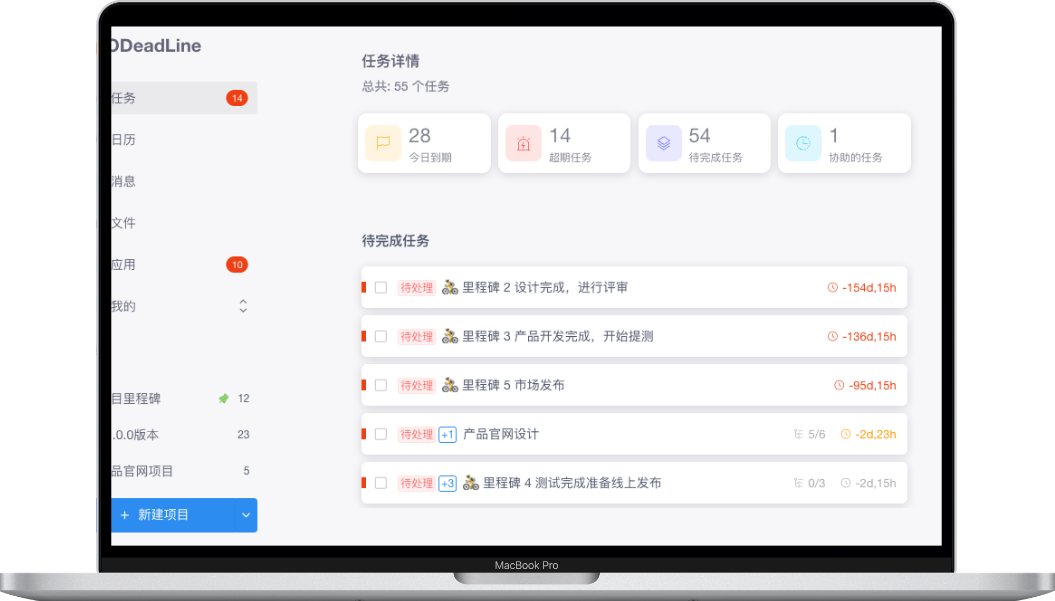 DDeadLine
任务 14
日历
消息
文件
应用 10
我的
目里程碑 12
.0.0版本 23
品官网项目 5
+ 新建项目
任务详情
总共: 55 个任务
28
今日到期
14
超期任务
54
待完成任务
1
协助的任务
待完成任务
待处理 里程碑 2 设计完成，进行评审 -154d,15h
待处理 里程碑 3 产品开发完成，开始提测 -136d,15h
待处理 里程碑 5 市场发布 -95d,15h
待处理 +1 产品官网设计 5/6 -2d,23h
待处理 +3 里程碑 4 测试完成准备线上发布 0/3 -2d,15h
MacBook Pro